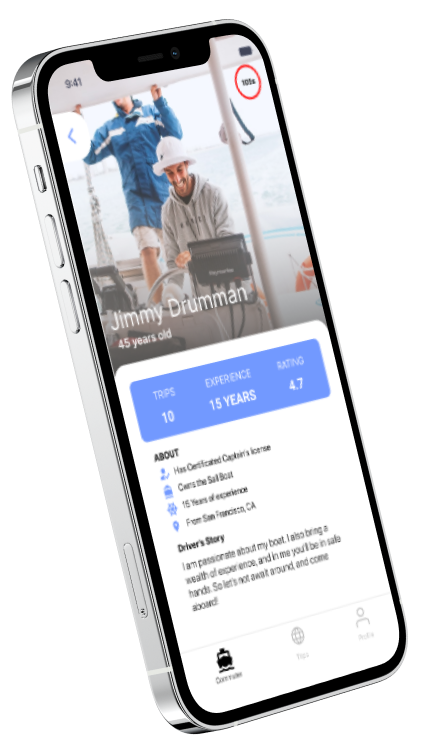 9:41
Jimmy Drumman
45 years old
TRIPS
10
EXPERIENCE
15 YEARS
RATING
4.7
ABOUT
Has Certificated Captain's license
Owns the Sail Boat
15 Years of experience
From San Francisco, CA
Driver's Story
I am passionate about my boat. I also bring a
wealth of experience, and in me you'll be in safe
hands. So let's not await around, and come
aboard!
Commuter
Trips
Profile